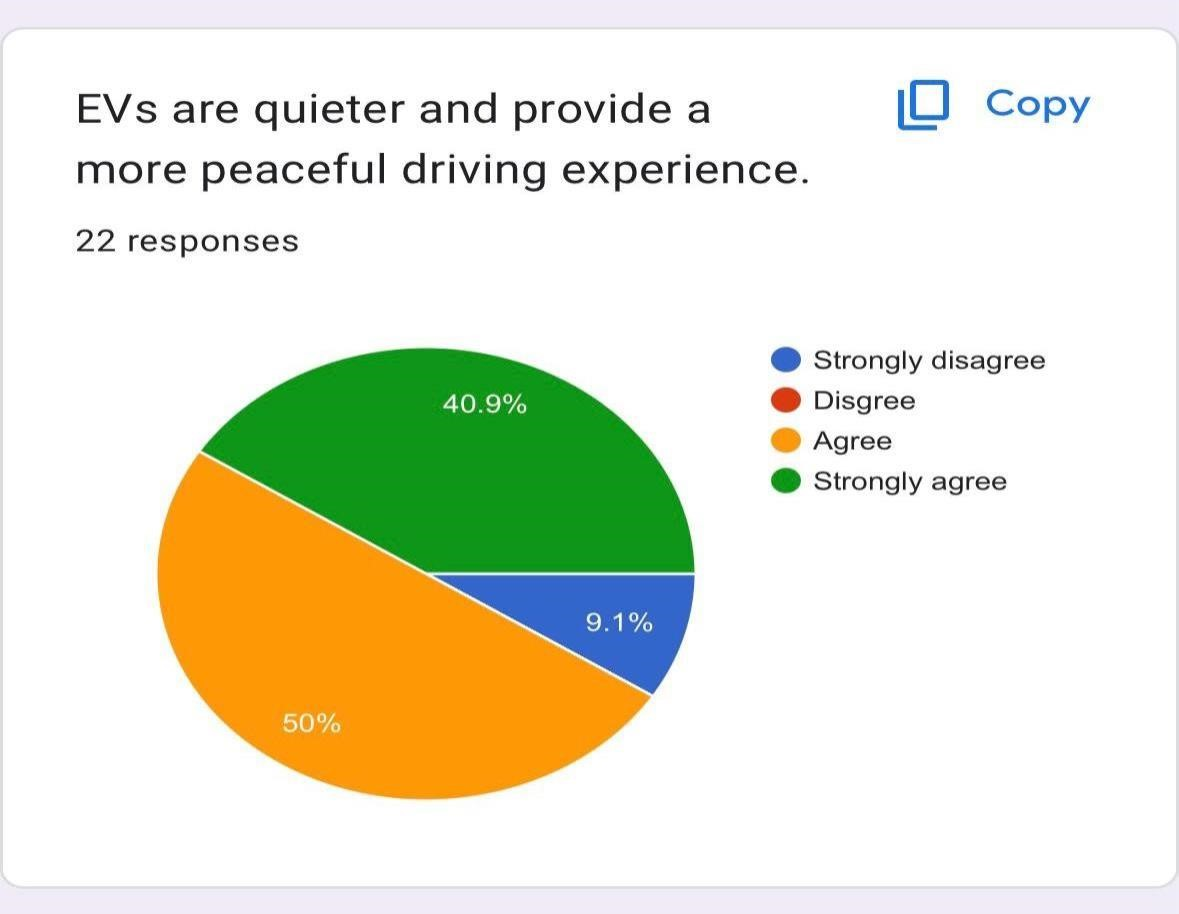 EVs are quieter and provide a
more peaceful driving experience.
Copy
22 responses
Strongly disagree
Disgree
Agree
Strongly agree
40.9%
9.1%
50%